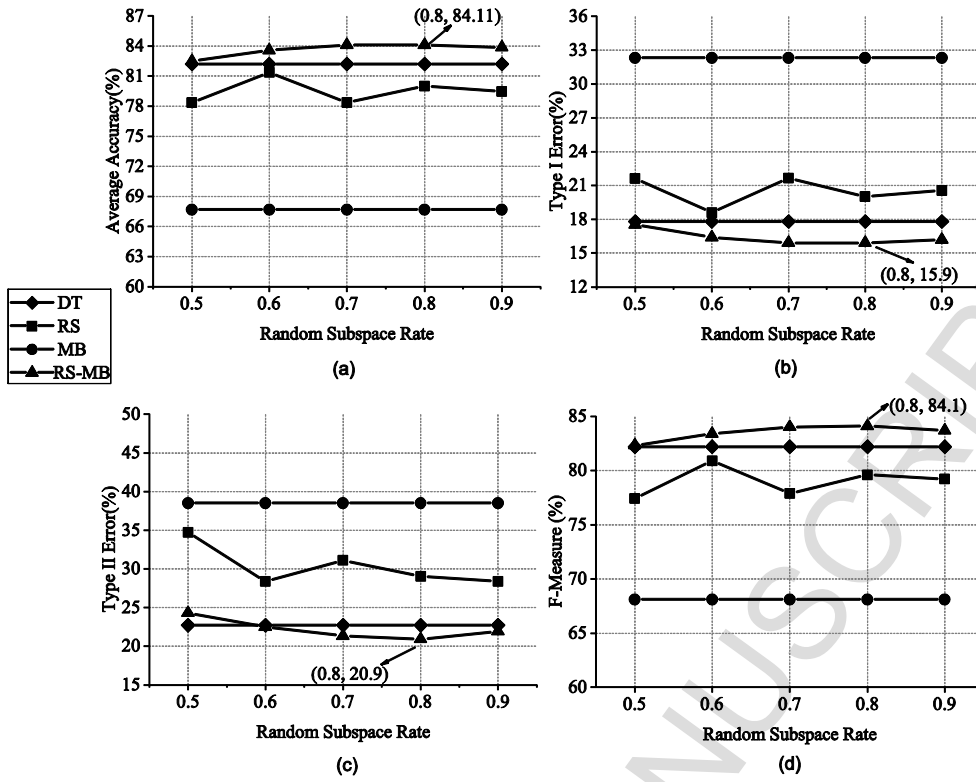 (0.8, 84.11)
87
84
81
78
75
72
69
66
63
60
Average Accuracy(%)
0.5 0.6 0.7 0.8 0.9
Random Subspace Rate
(a)
36
33
30
27
24
21
18
15
12
Type I Error(%)
(0.8, 15.9)
0.5 0.6 0.7 0.8 0.9
Random Subspace Rate
(b)
DT
RS
MB
RS-MB
50
45
40
35
30
25
20
15
Type II Error(%)
(0.8, 20.9)
0.5 0.6 0.7 0.8 0.9
Random Subspace Rate
(c)
(0.8, 84.1)
85
80
75
70
65
60
F-Measure (%)
0.5 0.6 0.7 0.8 0.9
Random Subspace Rate
(d)
NUSCRIP